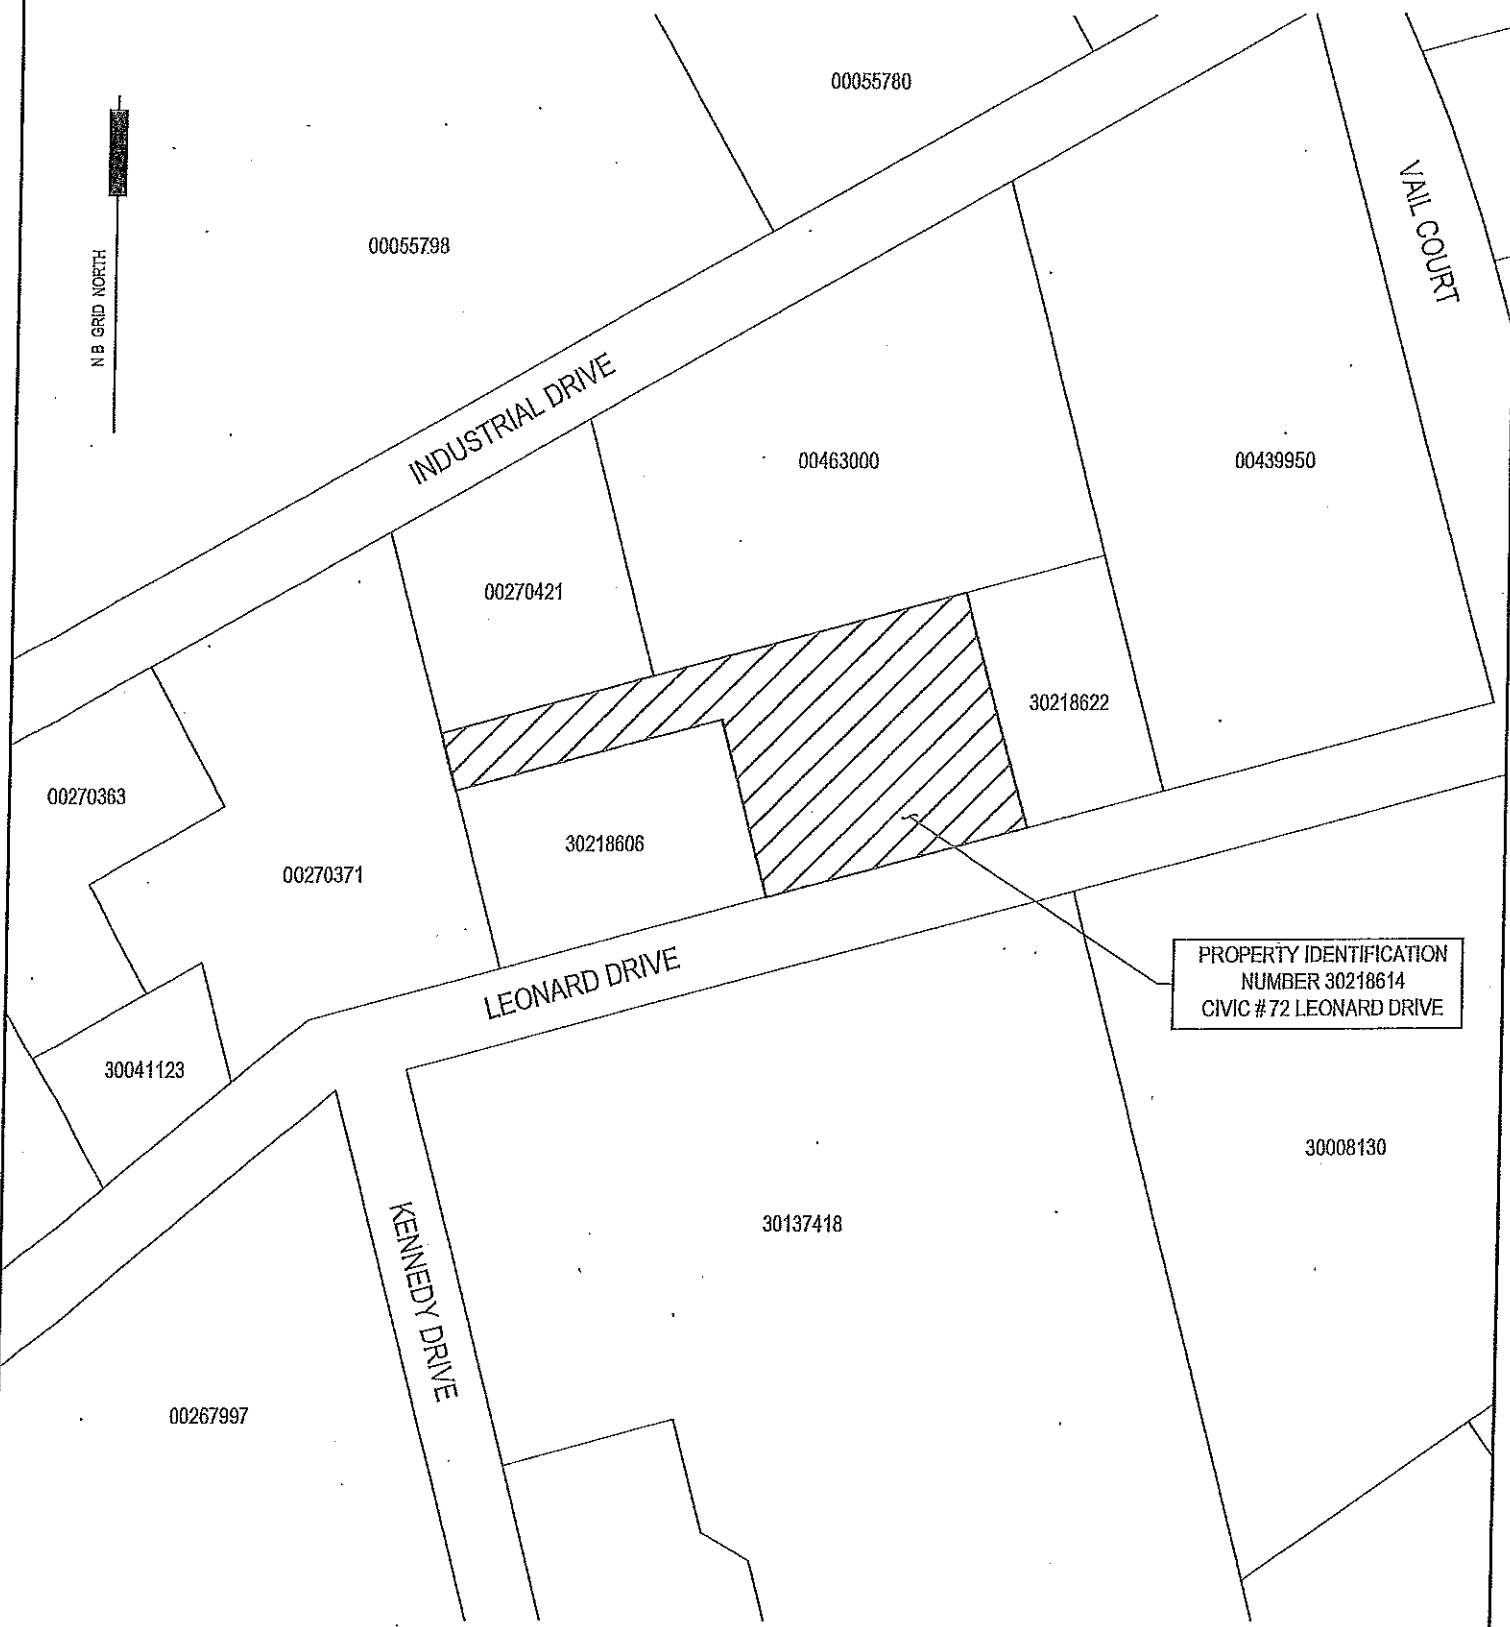 00055780
VAIL COURT
00055798
NB GRID NORTH
INDUSTRIAL DRIVE
00463000
00439950
00270421
30218622
00270363
30218606
00270371
PROPERTY IDENTIFICATION
NUMBER 30218614
CIVIC # 72 LEONARD DRIVE
LEONARD DRIVE
30041123
30008130
30137418
KENNEDY DRIVE
00267997